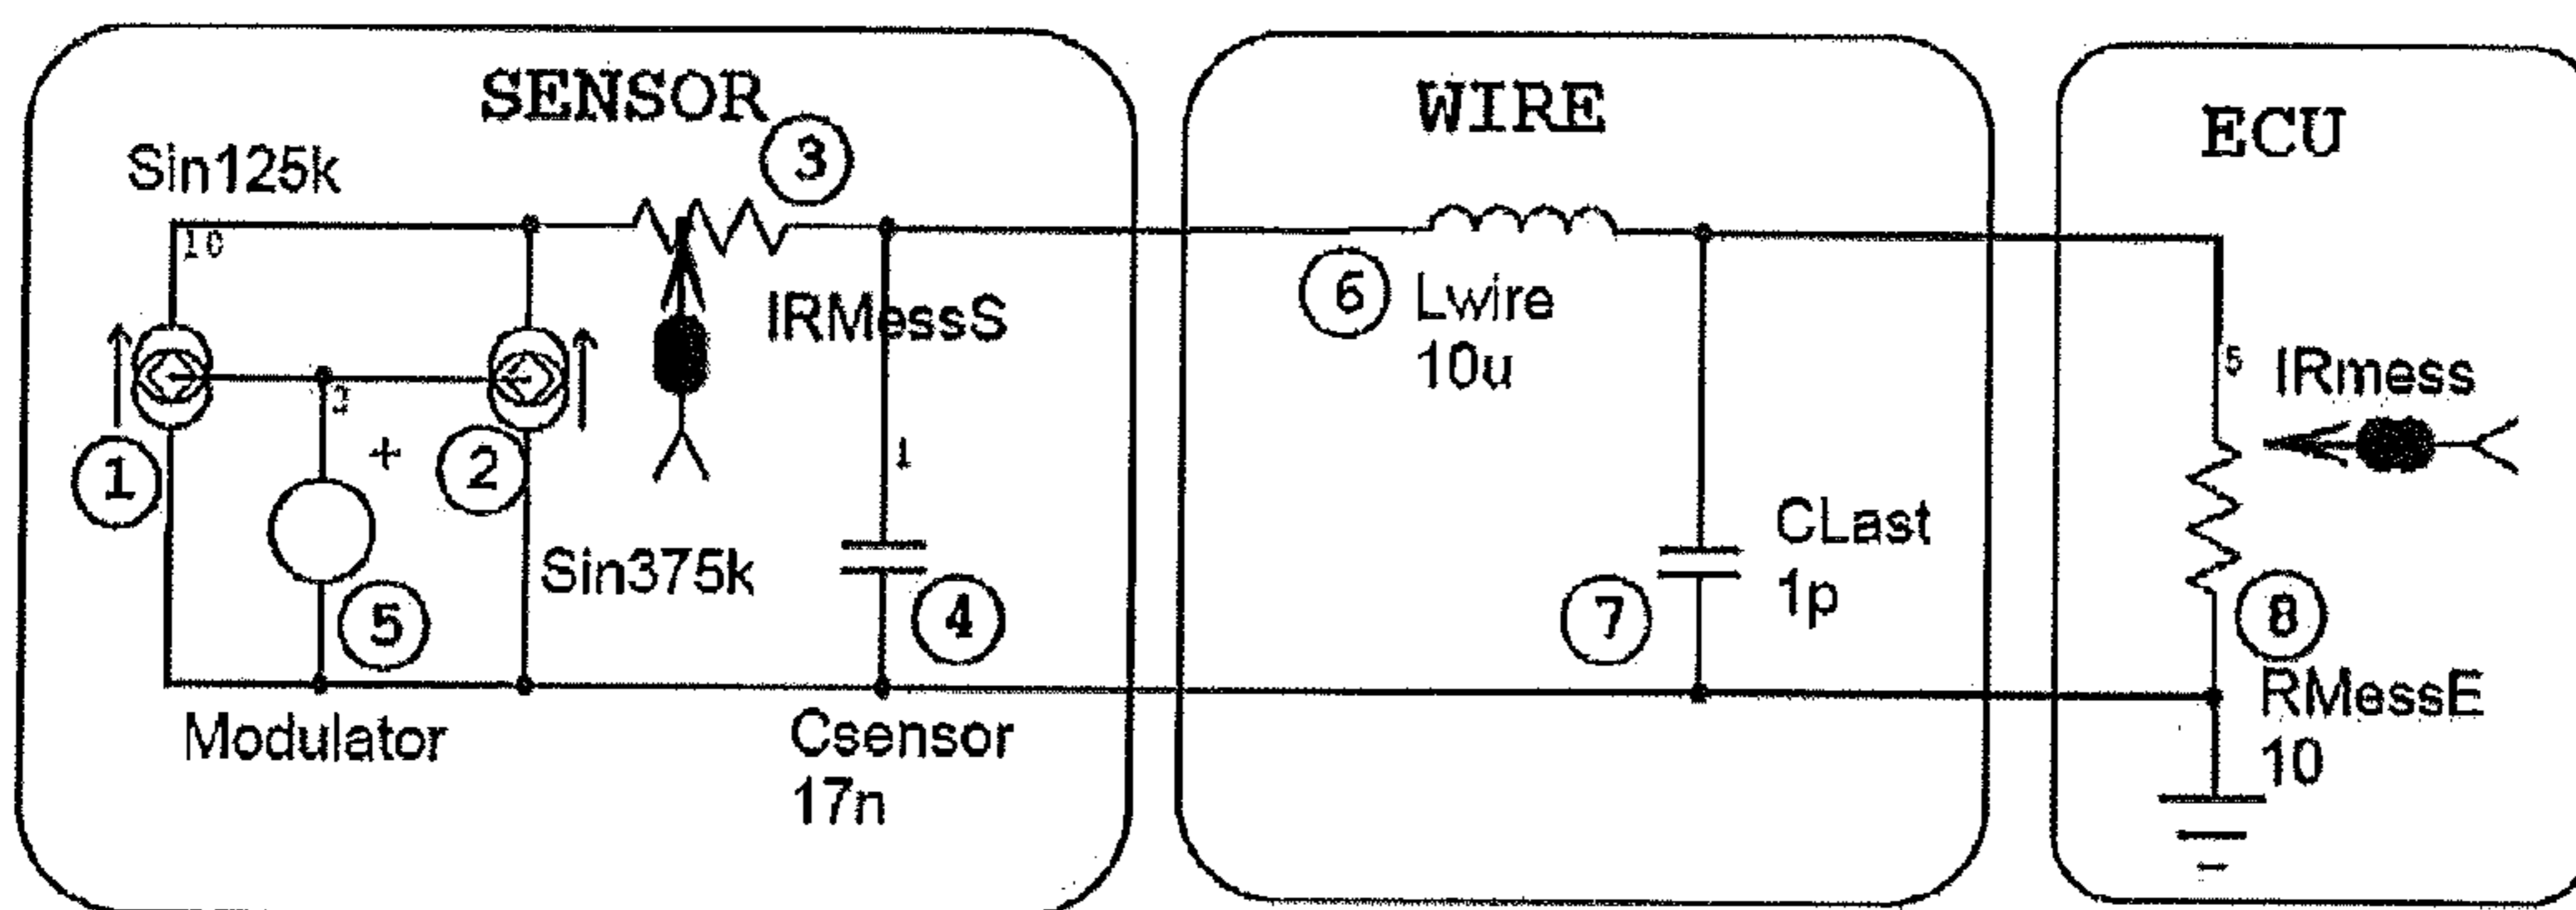 SENSOR
WIRE
ECU
Sin125k
3
10
IRMessS
6
Lwire
10u
5
IRmess
1
+
2
1
CLast
1p
Sin375k
5
4
7
8
RMessE
10
Modulator
Csensor
17n